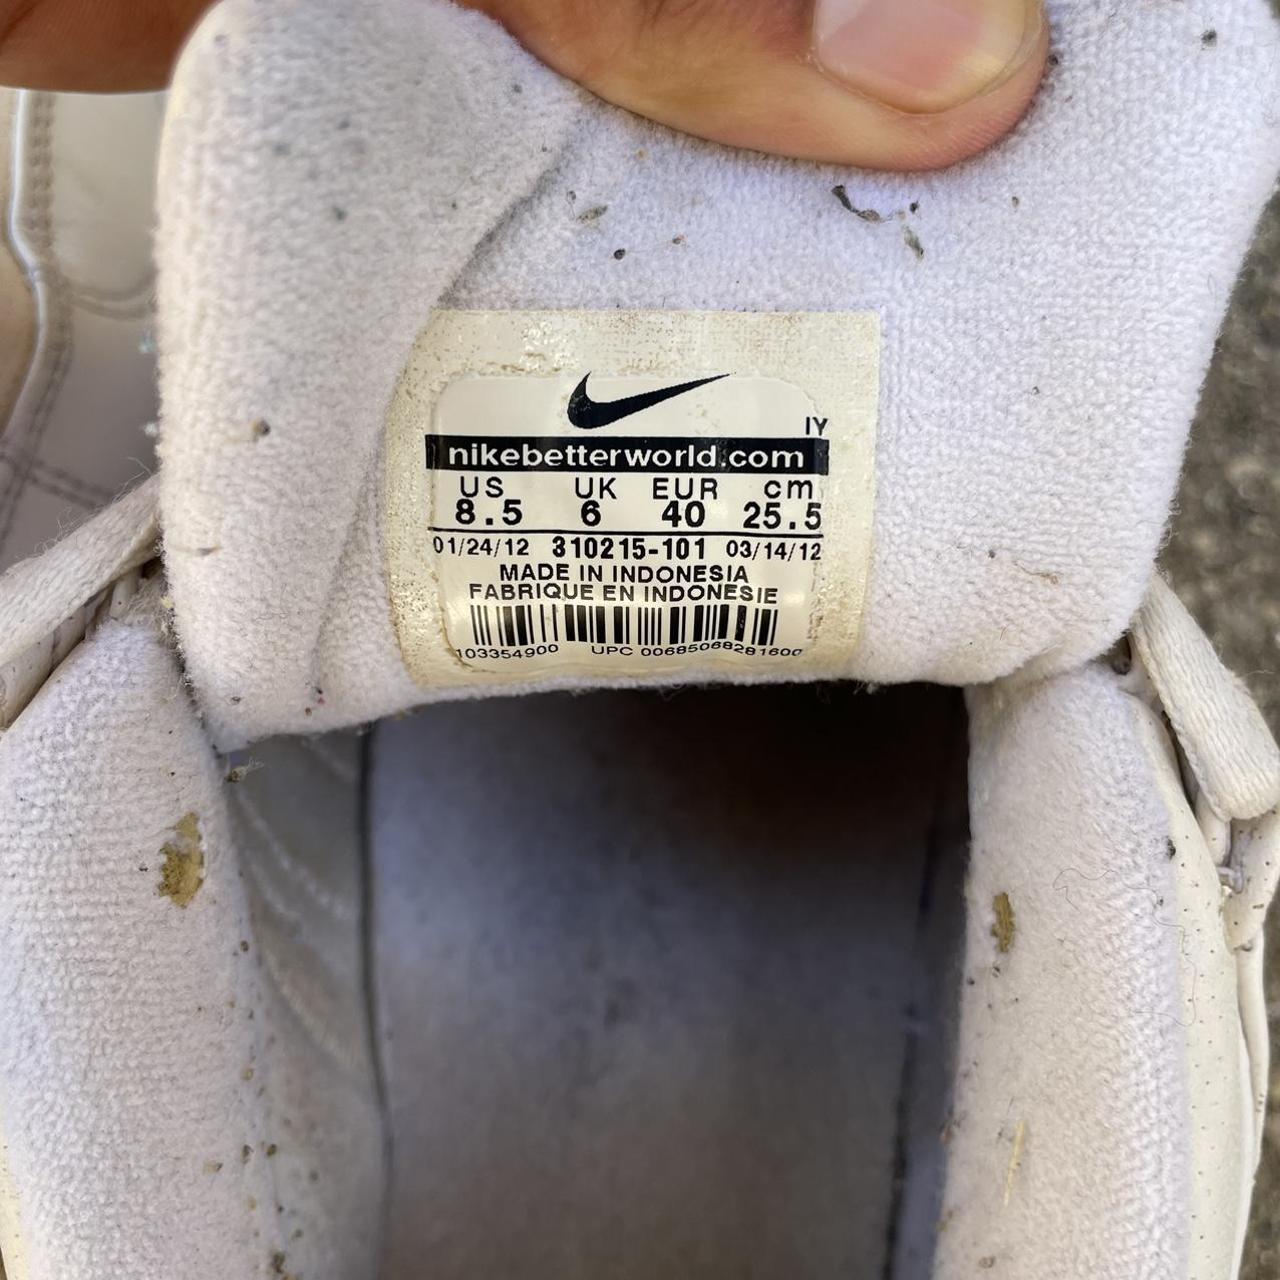 IY
nikebetterworld.com
US UK EUR cm
8.5 6 40 25.5
01/24/12 310215-101 03/14/12
MADE IN INDONESIA
FABRIQUE EN INDONESIE
103354900 UPC 00685068281600